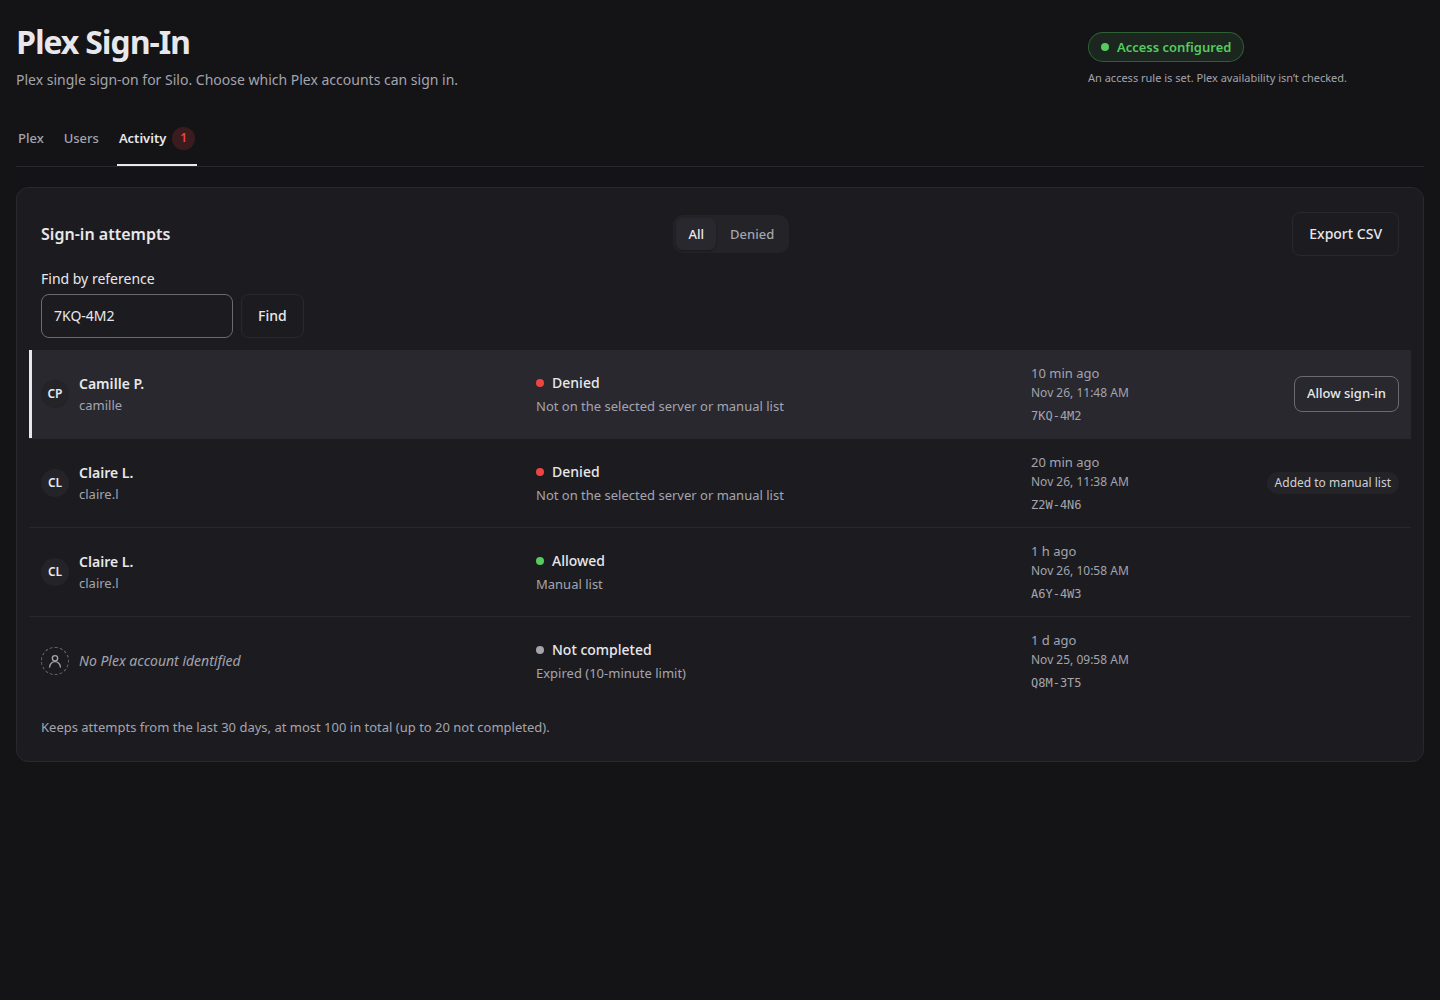 Plex Sign-In
Access configured
Plex single sign-on for Silo. Choose which Plex accounts can sign in.
An access rule is set. Plex availability isn't checked.
Plex Users Activity 1
Sign-in attempts
All Denied
Export CSV
Find by reference
7KQ-4M2
Find
CP
Camille P.
camille
Denied
Not on the selected server or manual list
10 min ago
Nov 26, 11:48 AM
7KQ-4M2
Allow sign-in
CL
Claire L.
claire.l
Denied
Not on the selected server or manual list
20 min ago
Nov 26, 11:38 AM
Z2W-4N6
Added to manual list
CL
Claire L.
claire.l
Allowed
Manual list
1 h ago
Nov 26, 10:58 AM
A6Y-4W3
No Plex account identified
Not completed
Expired (10-minute limit)
1 d ago
Nov 25, 09:58 AM
Q8M-3T5
Keeps attempts from the last 30 days, at most 100 in total (up to 20 not completed).